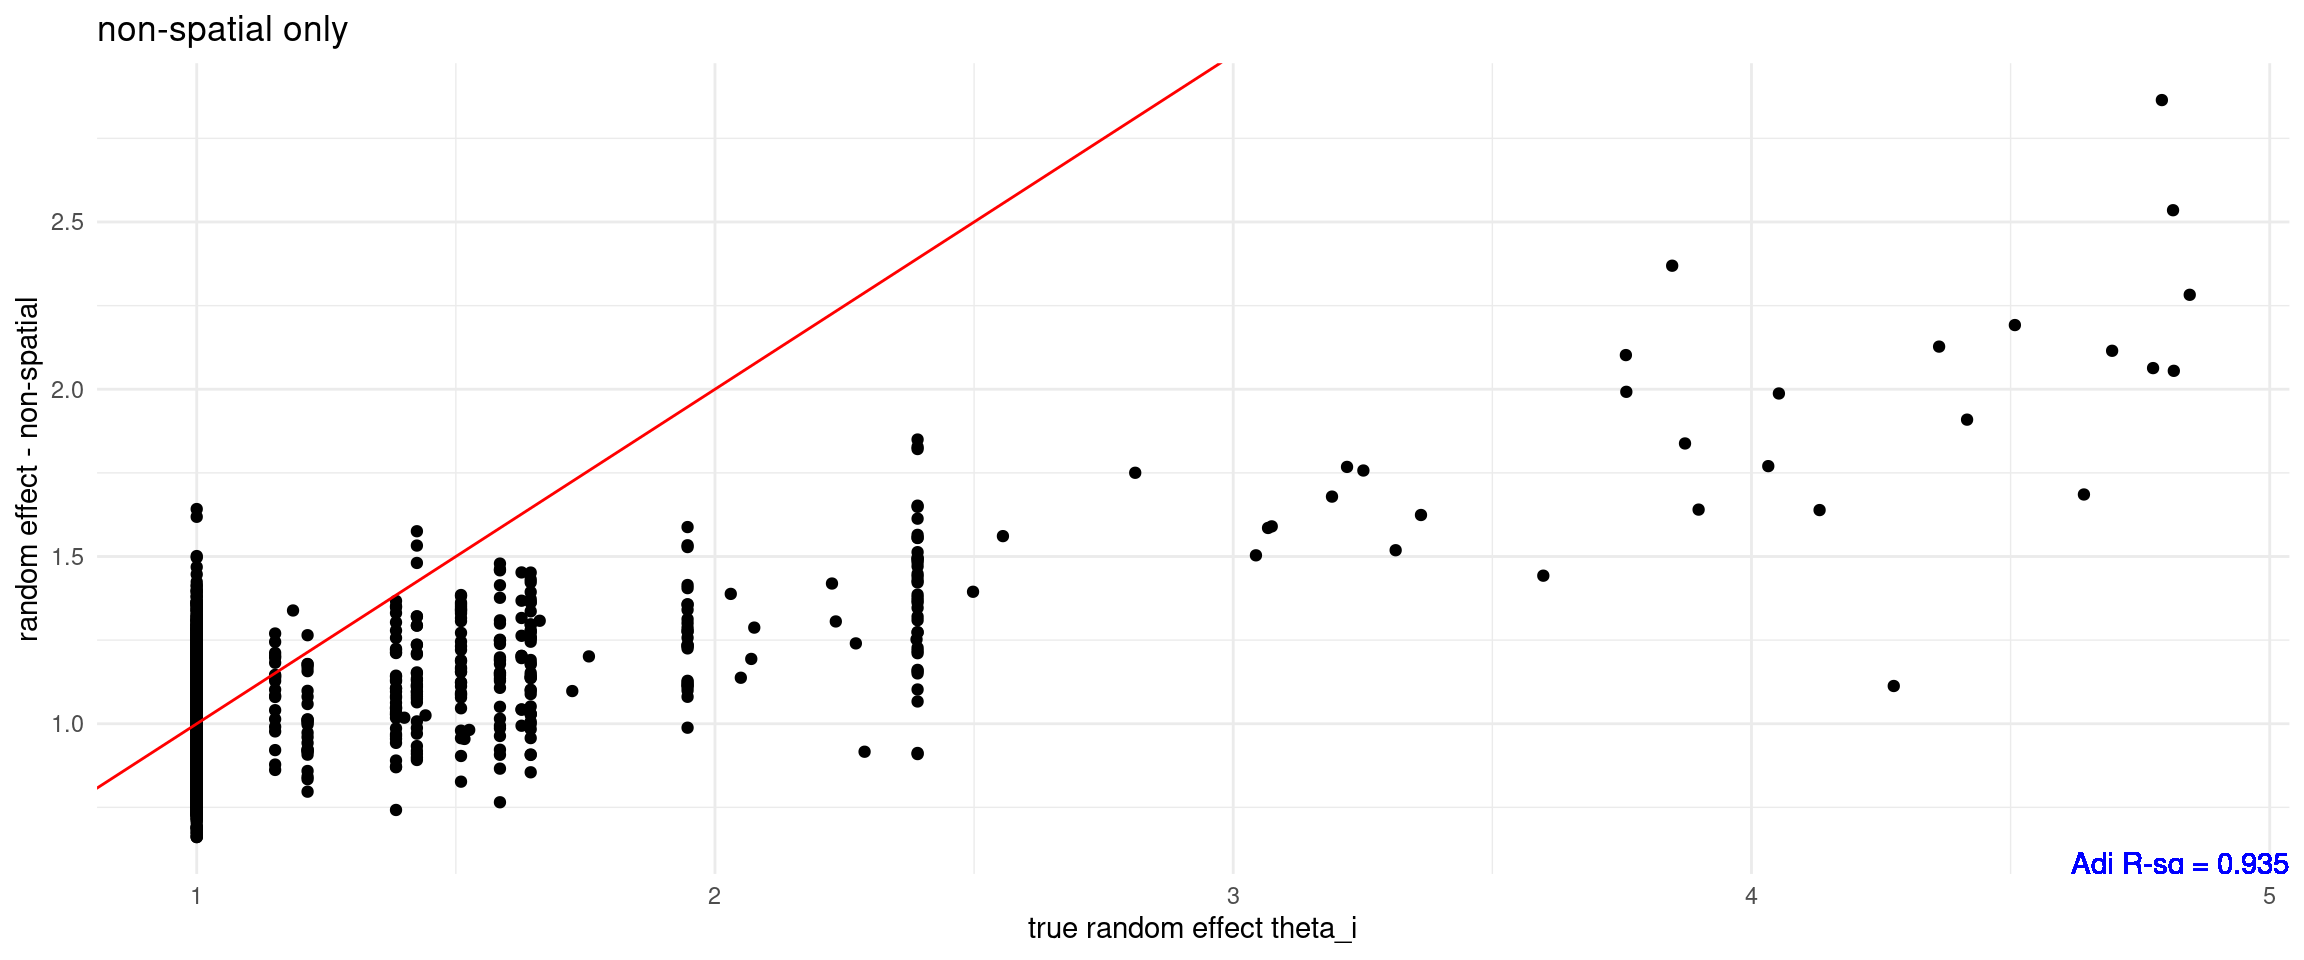 non-spatial only
random effect - non-spatial
2.5
2.0
1.5
1.0
Adj R-sq = 0.935
1
2
3
4
5
true random effect theta_i